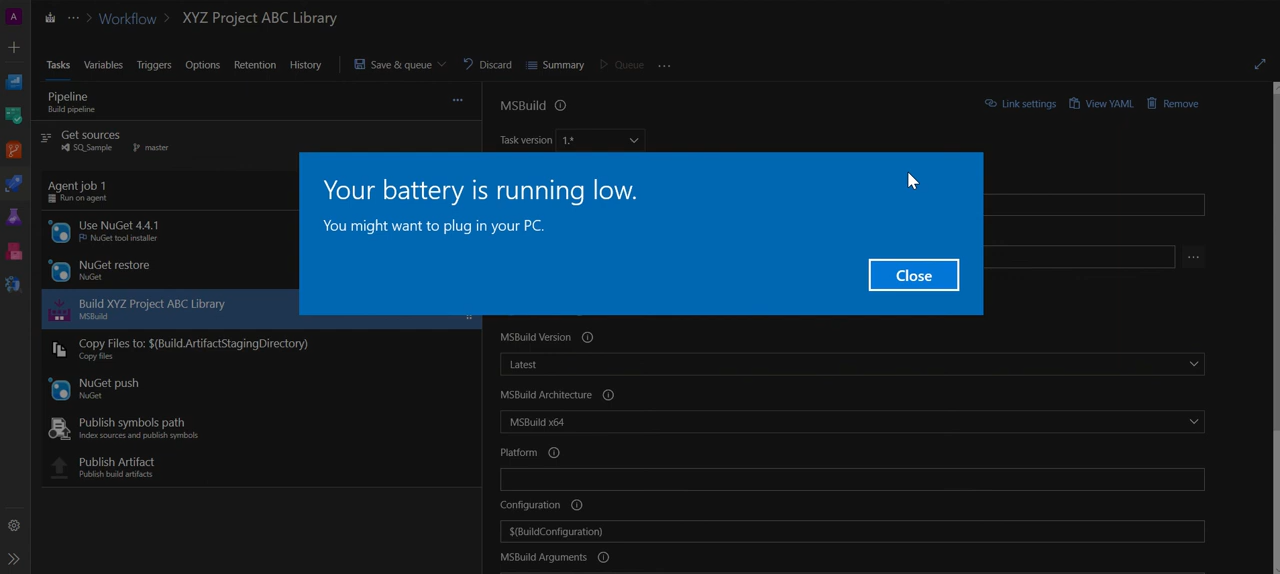 A
... > Workflow > XYZ Project ABC Library
Tasks Variables Triggers Options Retention History Save & queue Discard Summary Queue ...
Pipeline
Build pipeline
...
Get sources
SQ_Sample master
Agent job 1
Run on agent
Use NuGet 4.4.1
NuGet tool installer
NuGet restore
NuGet
Build XYZ Project ABC Library
MSBuild
Copy Files to: $(Build.ArtifactStagingDirectory)
Copy files
NuGet push
NuGet
Publish symbols path
Index sources and publish symbols
Publish Artifact
Publish build artifacts
MSBuild
Link settings View YAML Remove
Task version 1.*
Your battery is running low.
You might want to plug in your PC.
Close
...
MSBuild Version
Latest
MSBuild Architecture
MSBuild x64
Platform
Configuration
$(BuildConfiguration)
MSBuild Arguments